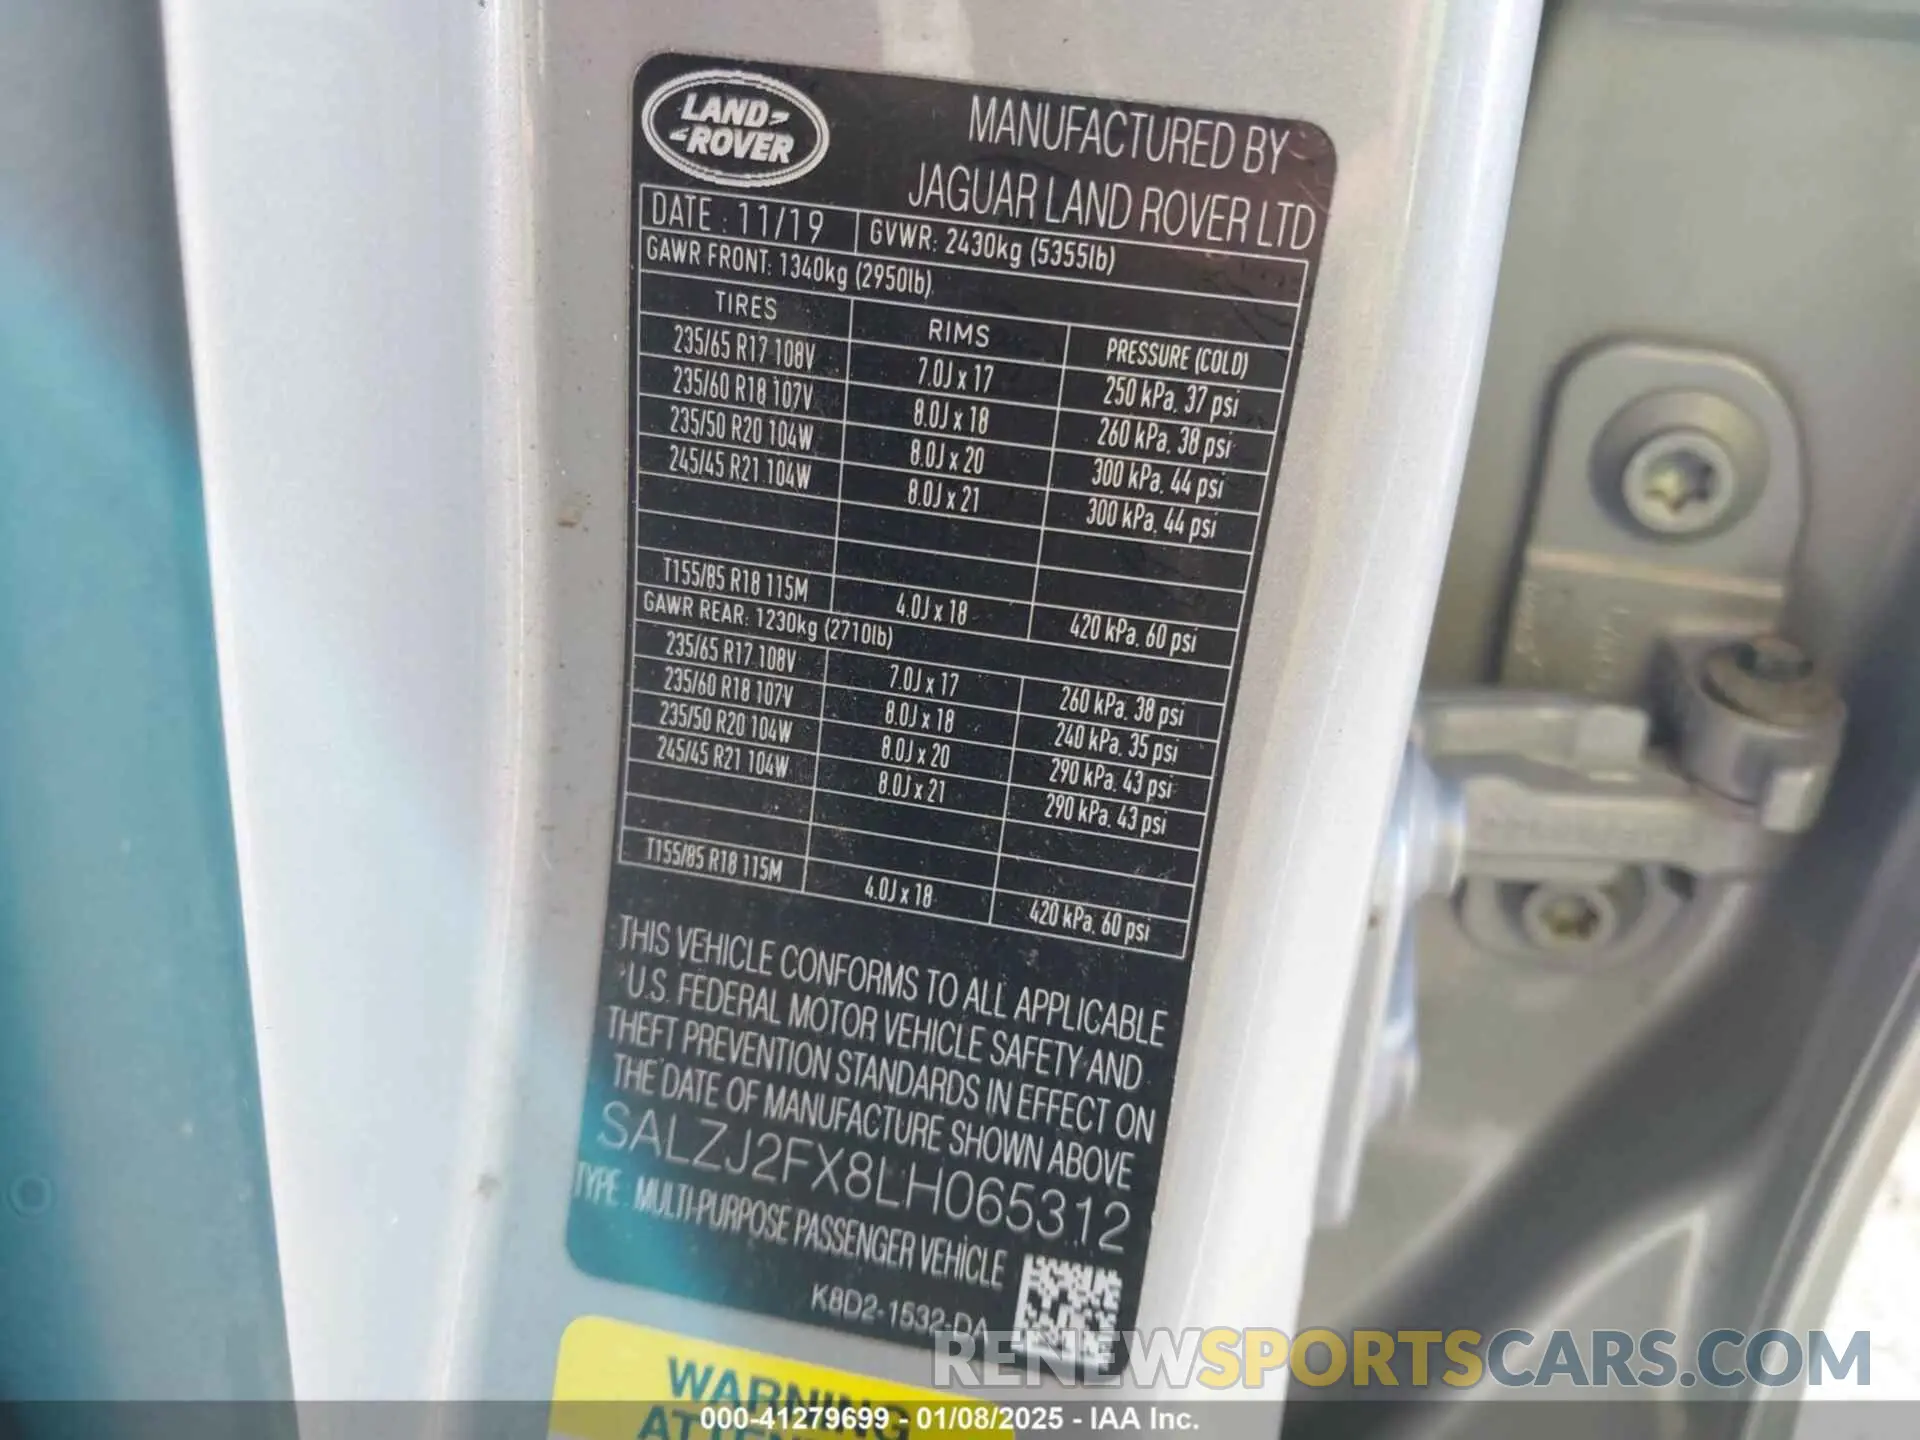 LAND
ROVER
MANUFACTURED BY
JAGUAR LAND ROVER LTD
DATE : 11/19 GVWR: 2430kg (5355lb)
GAWR FRONT: 1340kg (2950lb)
TIRES RIMS PRESSURE (COLD)
235/65 R17 108V 7.0J x 17 250 kPa, 37 psi
235/60 R18 107V 8.0J x 18 260 kPa, 38 psi
235/50 R20 104W 8.0J x 20 300 kPa, 44 psi
245/45 R21 104W 8.0J x 21 300 kPa, 44 psi
T155/85 R18 115M 4.0J x 18 420 kPa, 60 psi
GAWR REAR: 1230kg (2710lb)
235/65 R17 108V 7.0J x 17 260 kPa, 38 psi
235/60 R18 107V 8.0J x 18 240 kPa, 35 psi
235/50 R20 104W 8.0J x 20 290 kPa, 43 psi
245/45 R21 104W 8.0J x 21 290 kPa, 43 psi
T155/85 R18 115M 4.0J x 18 420 kPa, 60 psi
THIS VEHICLE CONFORMS TO ALL APPLICABLE
U.S. FEDERAL MOTOR VEHICLE SAFETY AND
THEFT PREVENTION STANDARDS IN EFFECT ON
THE DATE OF MANUFACTURE SHOWN ABOVE
SALZJ2FX8LH065312
TYPE : MULTI-PURPOSE PASSENGER VEHICLE
K8D2-1532-DA
RENEWSPORTSCARS.COM
WARNING
000-41279699 - 01/08/2025 - IAA Inc.